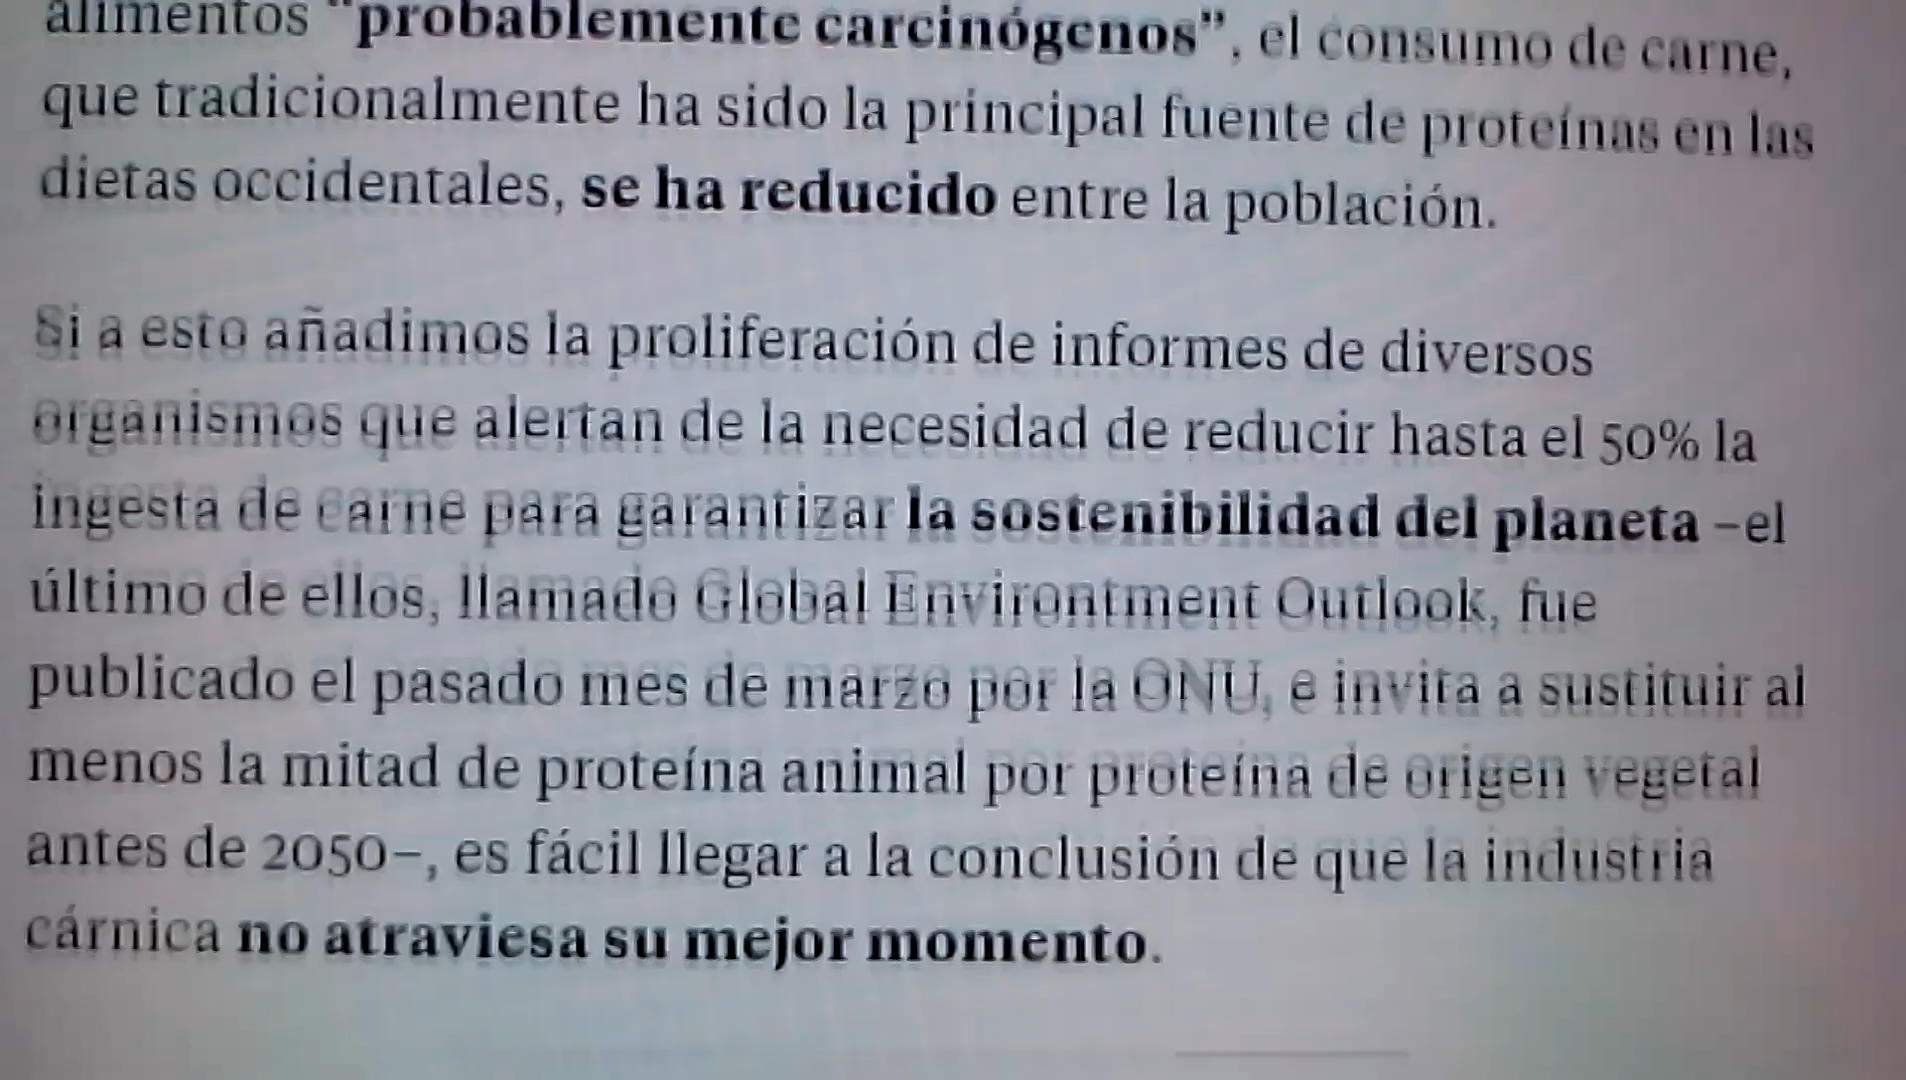 alimentos "probablemente carcinógenos", el consumo de carne,
que tradicionalmente ha sido la principal fuente de proteínas en las
dietas occidentales, se ha reducido entre la población.
Si a esto añadimos la proliferación de informes de diversos
organismos que alertan de la necesidad de reducir hasta el 50% la
ingesta de carne para garantizar la sostenibilidad del planeta –el
último de ellos, llamado Global Environtment Outlook, fue
publicado el pasado mes de marzo por la ONU, e invita a sustituir al
menos la mitad de proteína animal por proteína de origen vegetal
antes de 2050–, es fácil llegar a la conclusión de que la industria
cárnica no atraviesa su mejor momento.